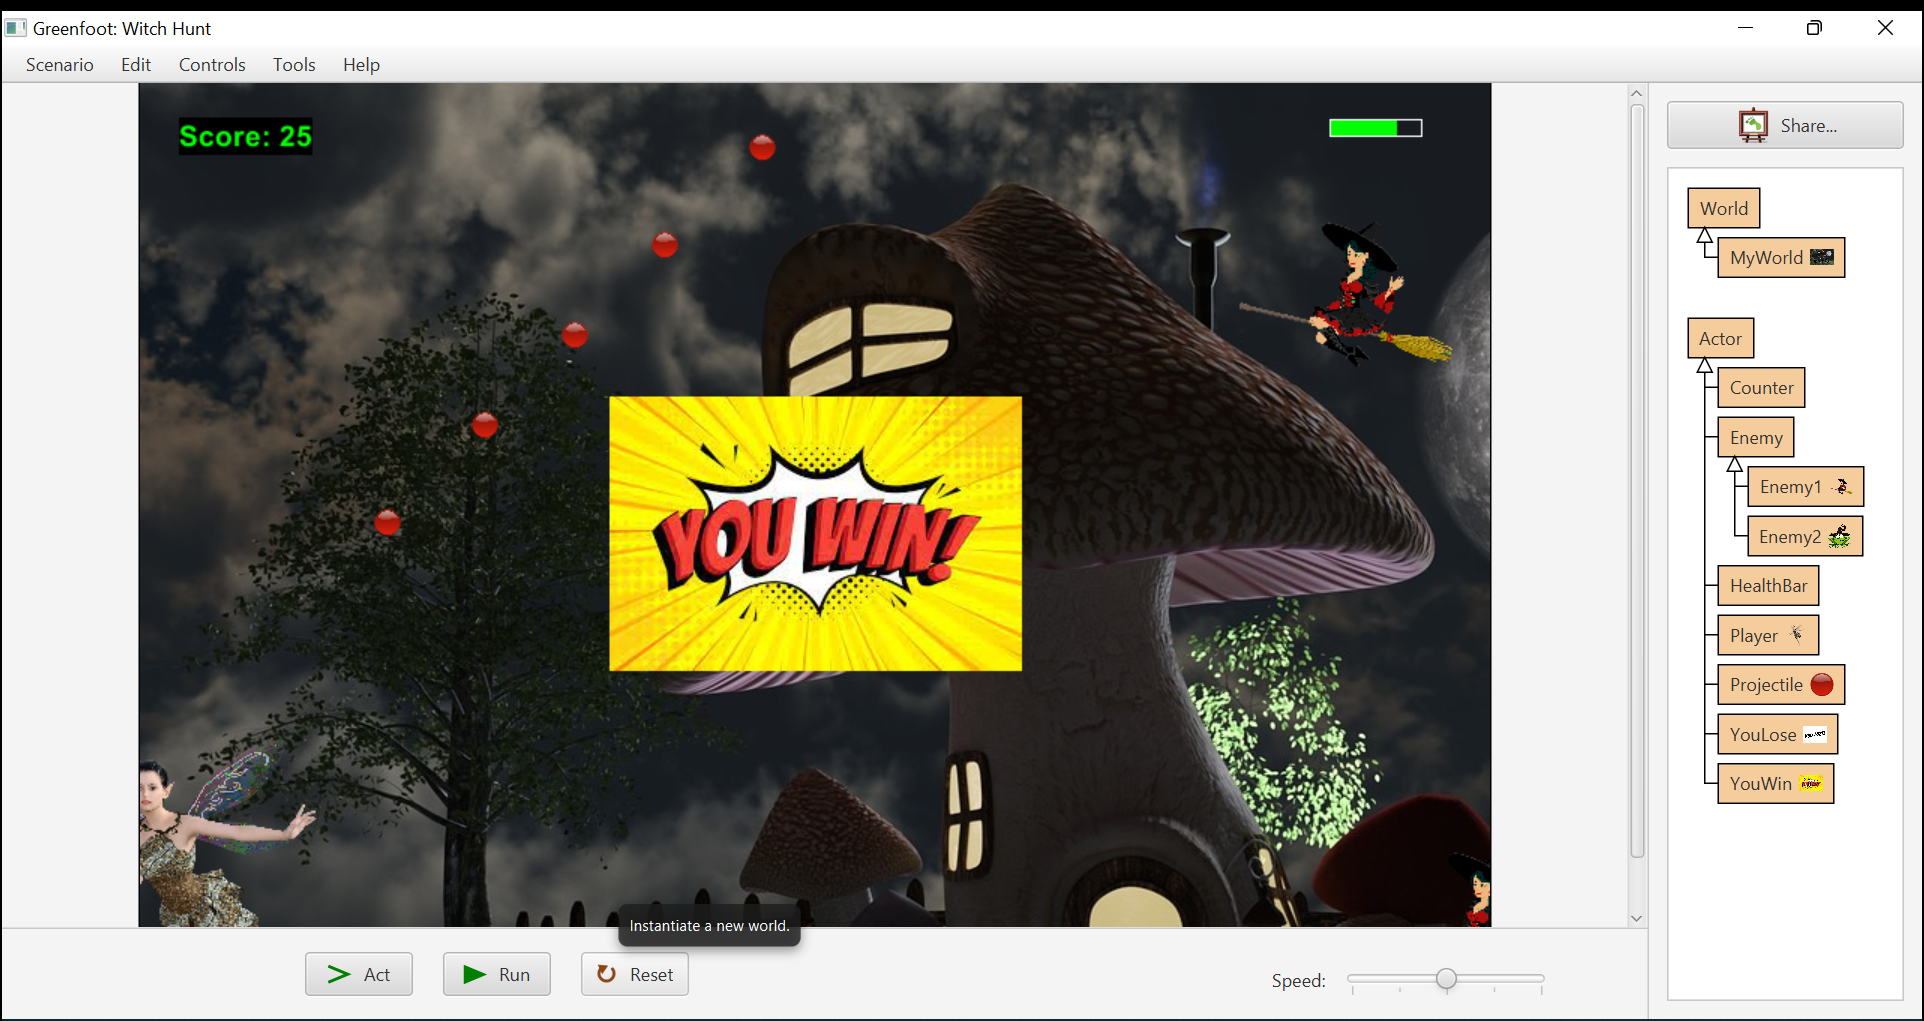 Greenfoot: Witch Hunt
Scenario Edit Controls Tools Help
Score: 25
YOU WIN!
Share...
World
MyWorld
Actor
Counter
Enemy
Enemy1
Enemy2
HealthBar
Player
Projectile
YouLose
YouWin
Instantiate a new world.
Act
Run
Reset
Speed: